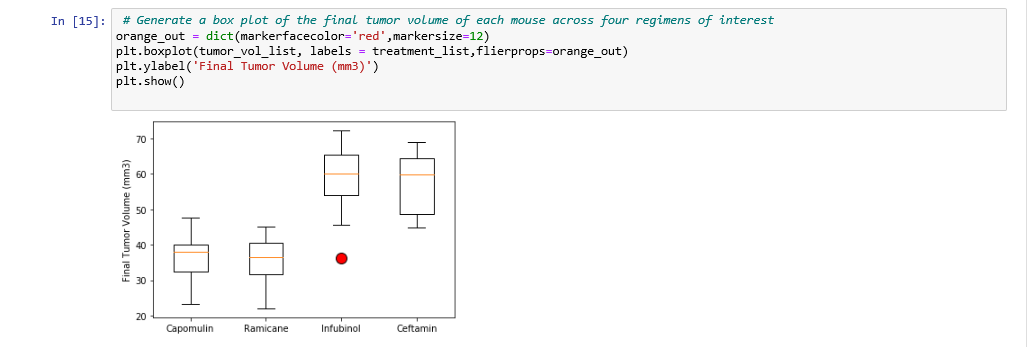 In [15]: # Generate a box plot of the final tumor volume of each mouse across four regimens of interest
orange_out = dict(markerfacecolor='red',markersize=12)
plt.boxplot(tumor_vol_list, labels = treatment_list,flierprops=orange_out)
plt.ylabel('Final Tumor Volume (mm3)')
plt.show()
Final Tumor Volume (mm3)
70
60
50
40
30
20
Capomulin Ramicane Infubinol Ceftamin